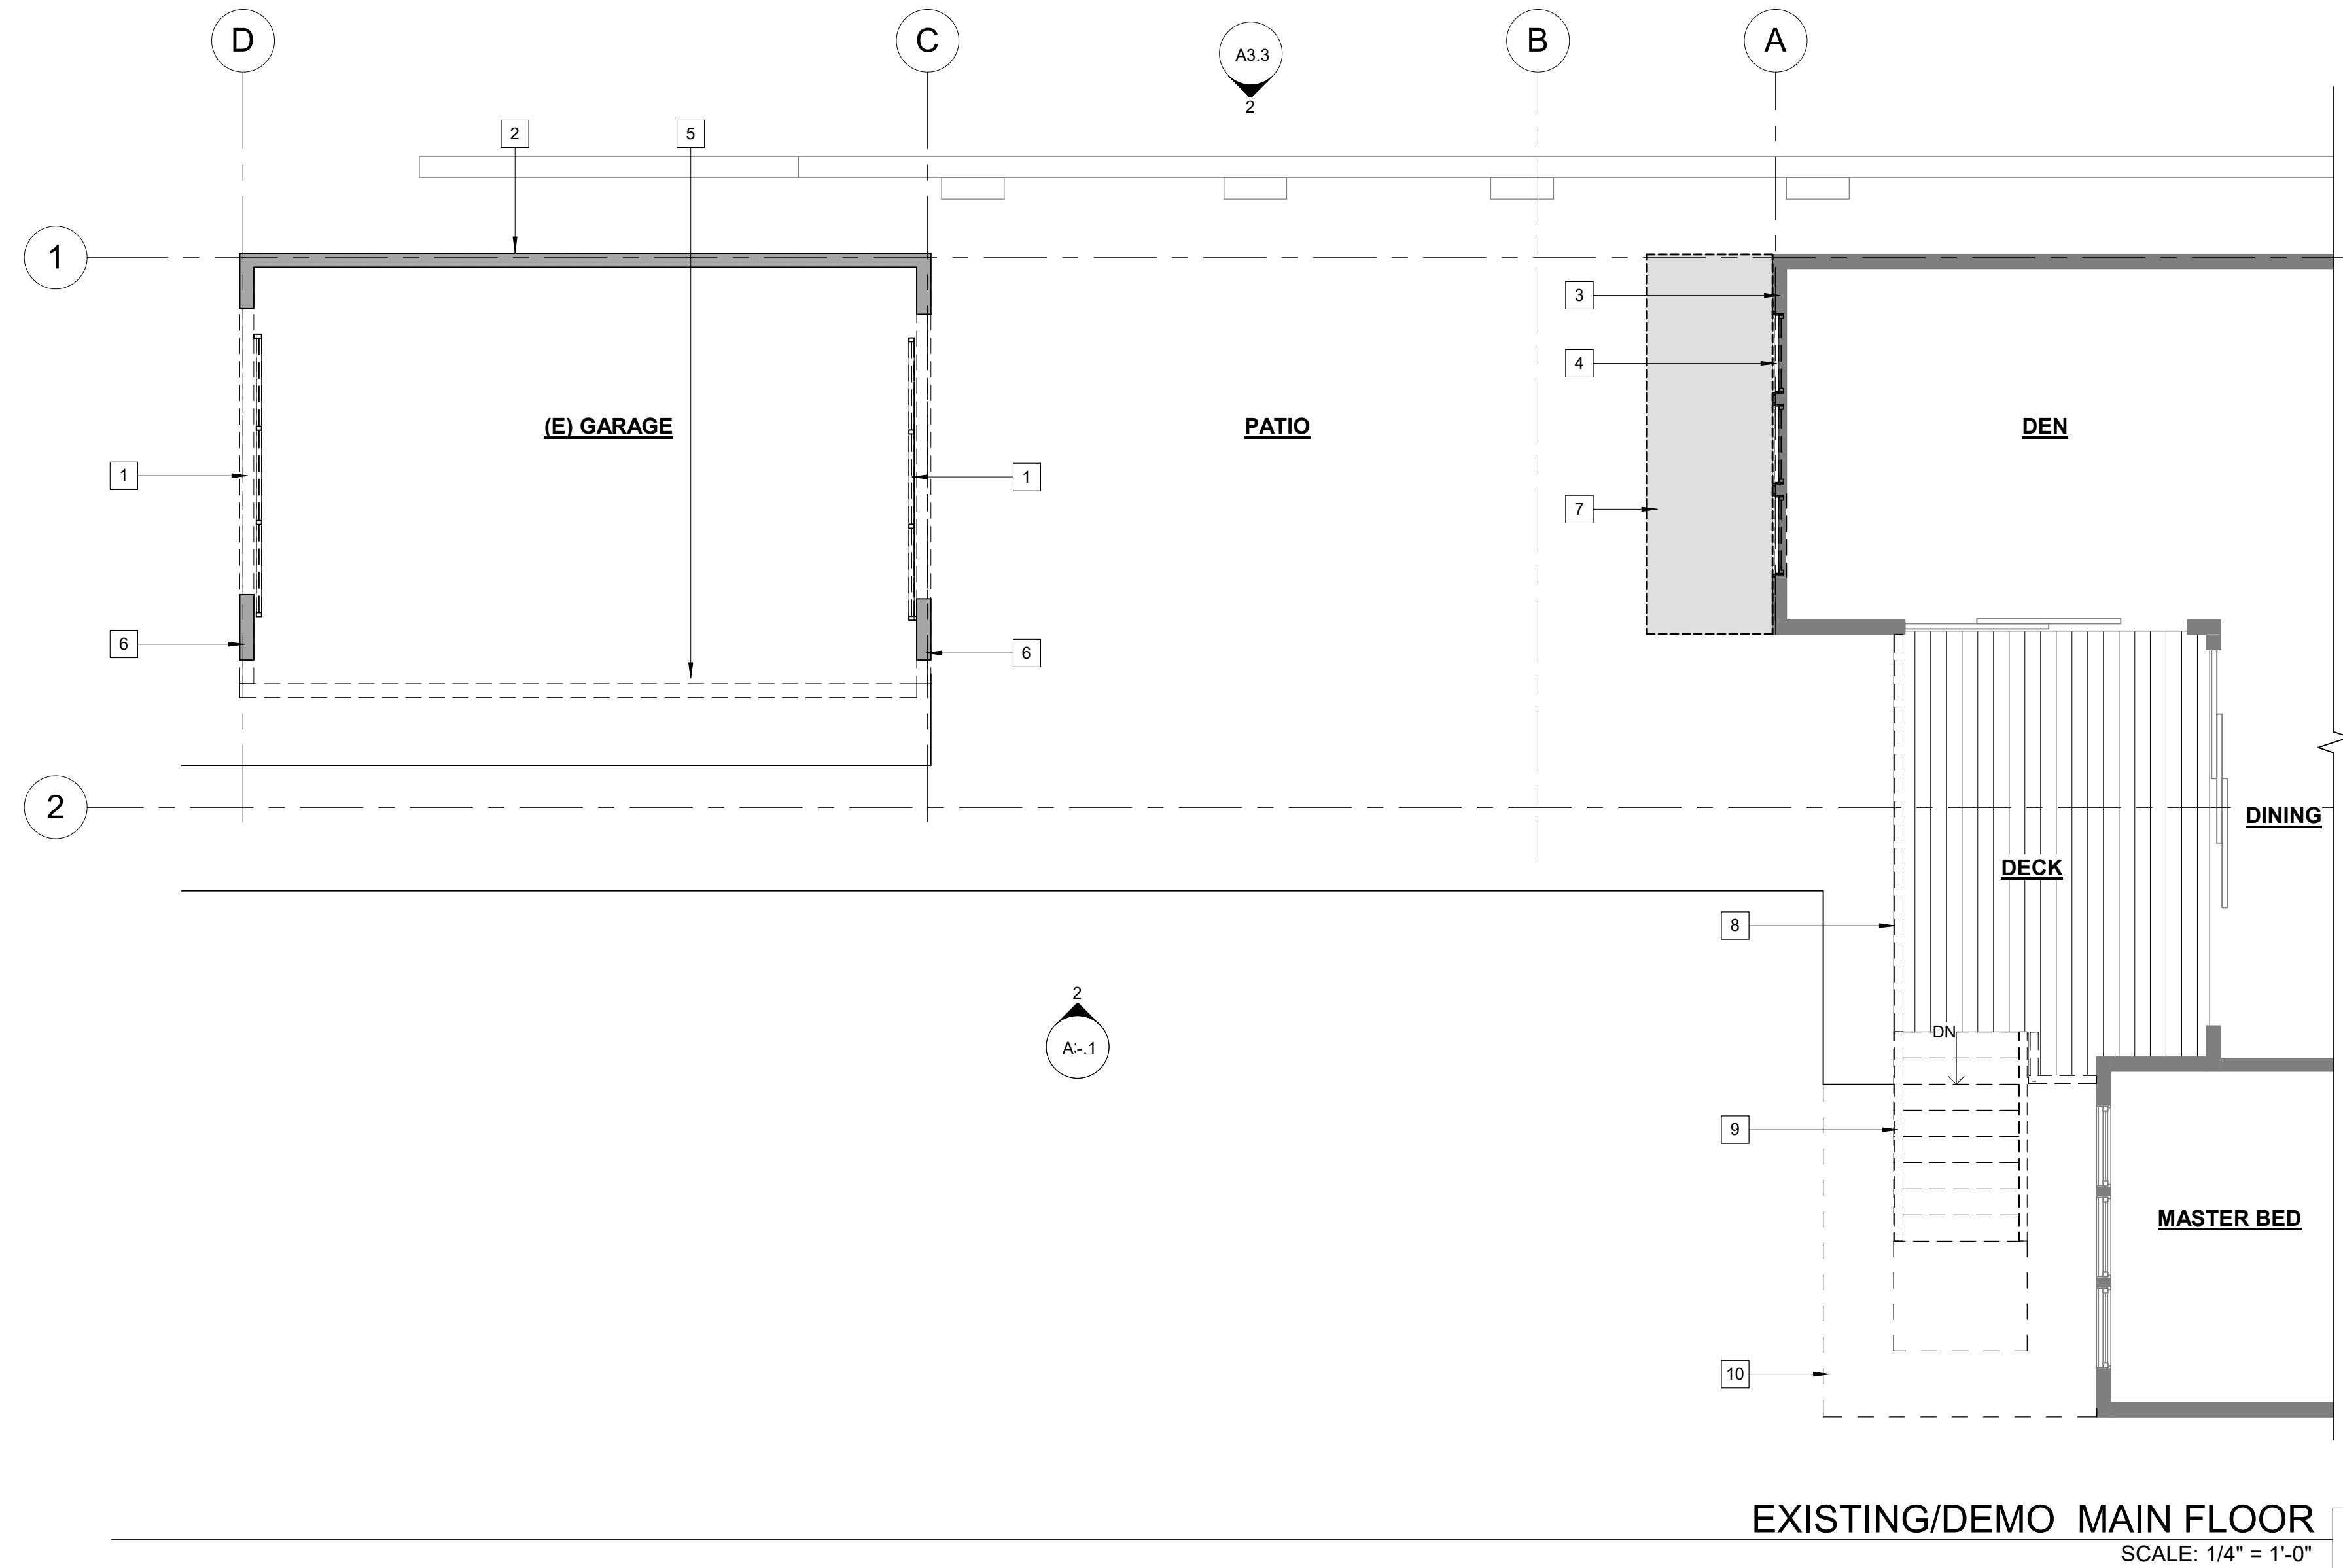 D
C
A3.3
2
B
A
2
5
1
3
4
(E) GARAGE
PATIO
DEN
1
1
7
6
6
2
DINING
DECK
8
2
DN
9
MASTER BED
10
EXISTING/DEMO MAIN FLOOR
SCALE: 1/4" = 1'-0"